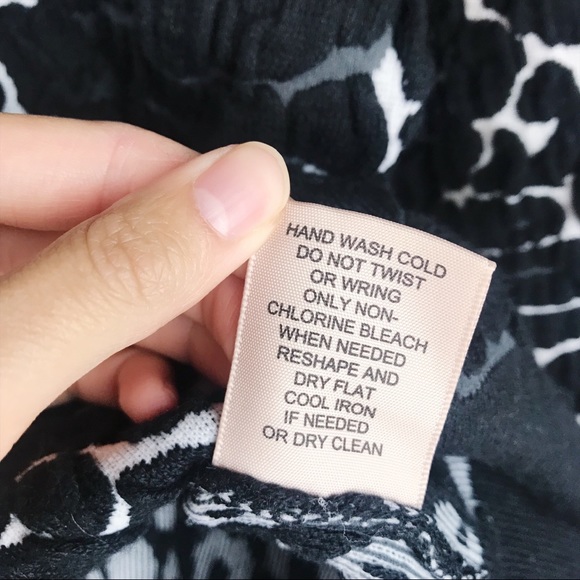 HAND WASH COLD
DO NOT TWIST
OR WRING
ONLY NON-
CHLORINE BLEACH
WHEN NEEDED
RESHAPE AND
DRY FLAT
COOL IRON
IF NEEDED
OR DRY CLEAN